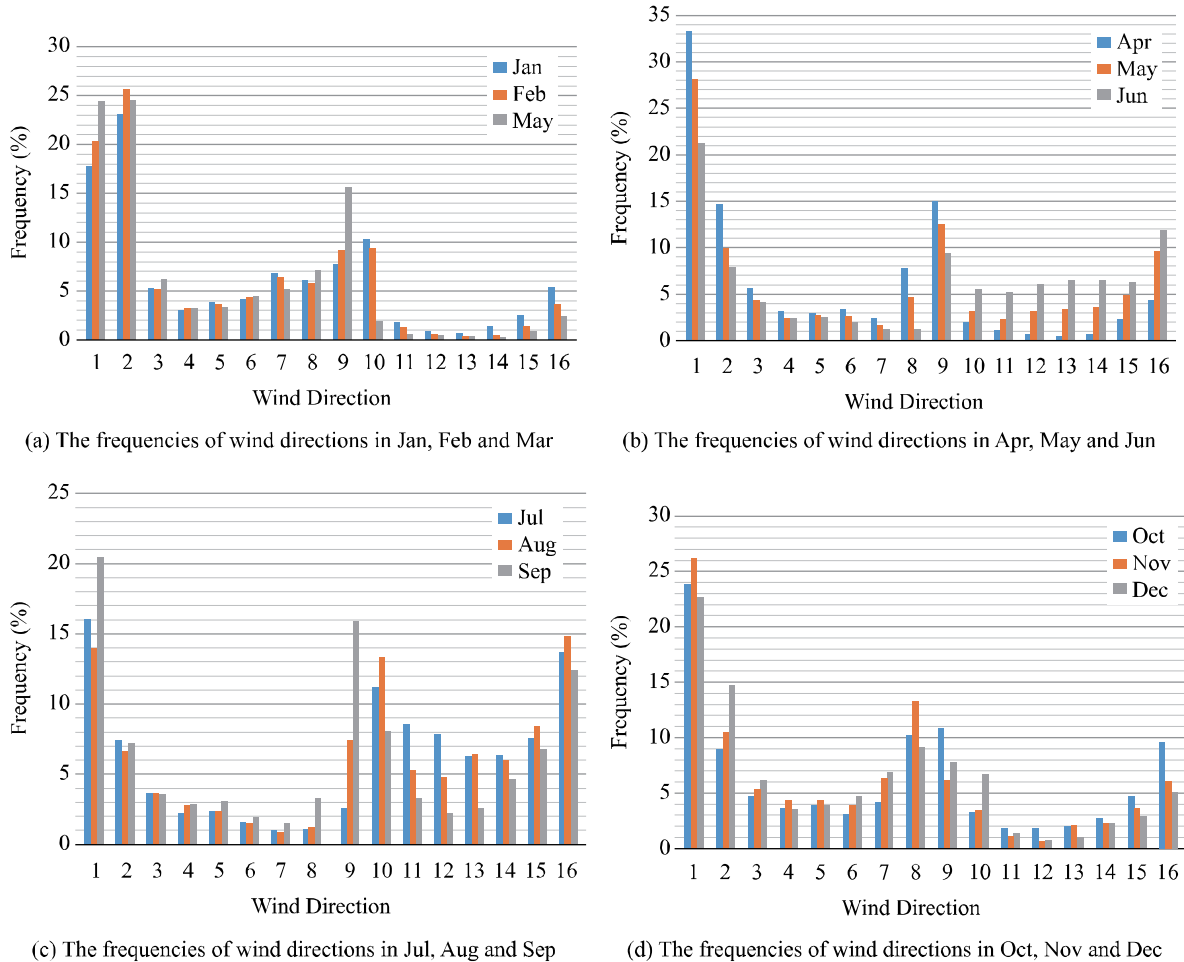 30
25
20
15
10
5
0
Frequency (%)
Jan
Feb
May
1 2 3 4 5 6 7 8 9 10 11 12 13 14 15 16
Wind Direction
(a) The frequencies of wind directions in Jan, Feb and Mar
35
30
25
20
15
10
5
0
Frequency (%)
Apr
May
Jun
1 2 3 4 5 6 7 8 9 10 11 12 13 14 15 16
Wind Direction
(b) The frequencies of wind directions in Apr, May and Jun
25
20
15
10
5
0
Frequency (%)
Jul
Aug
Sep
1 2 3 4 5 6 7 8 9 10 11 12 13 14 15 16
Wind Direction
(c) The frequencies of wind directions in Jul, Aug and Sep
30
25
20
15
10
5
0
Frequency (%)
Oct
Nov
Dec
1 2 3 4 5 6 7 8 9 10 11 12 13 14 15 16
Wind Direction
(d) The frequencies of wind directions in Oct, Nov and Dec